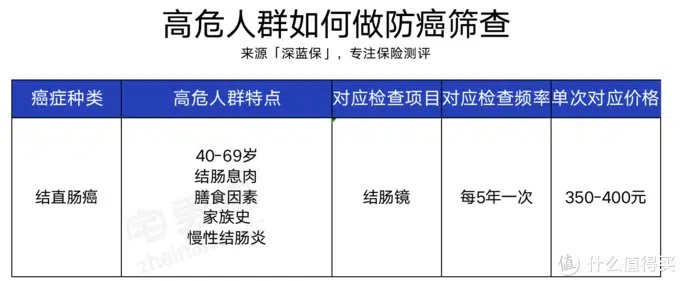 高危人群如何做防癌筛查
来源「深蓝保」，专注保险测评
癌症种类 高危人群特点 对应检查项目 对应检查频率 单次对应价格
40-69岁
结肠息肉
结直肠癌 膳食因素 结肠镜 每5年一次 350-400元
家族史
慢性结肠炎
值 什么值得买